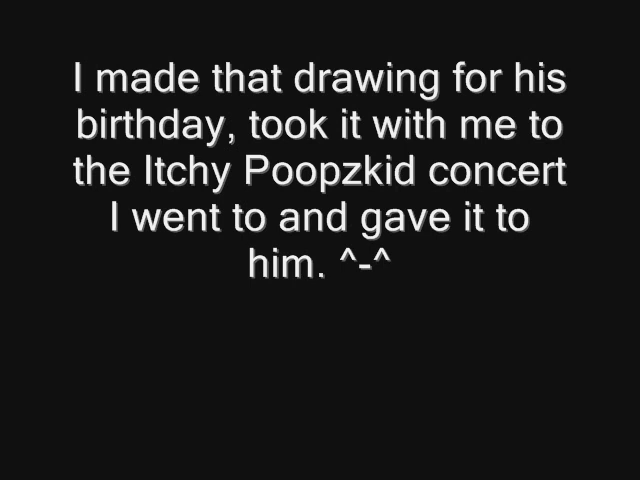 I made that drawing for his
birthday, took it with me to
the Itchy Poopzkid concert
I went to and gave it to
him. ^-^